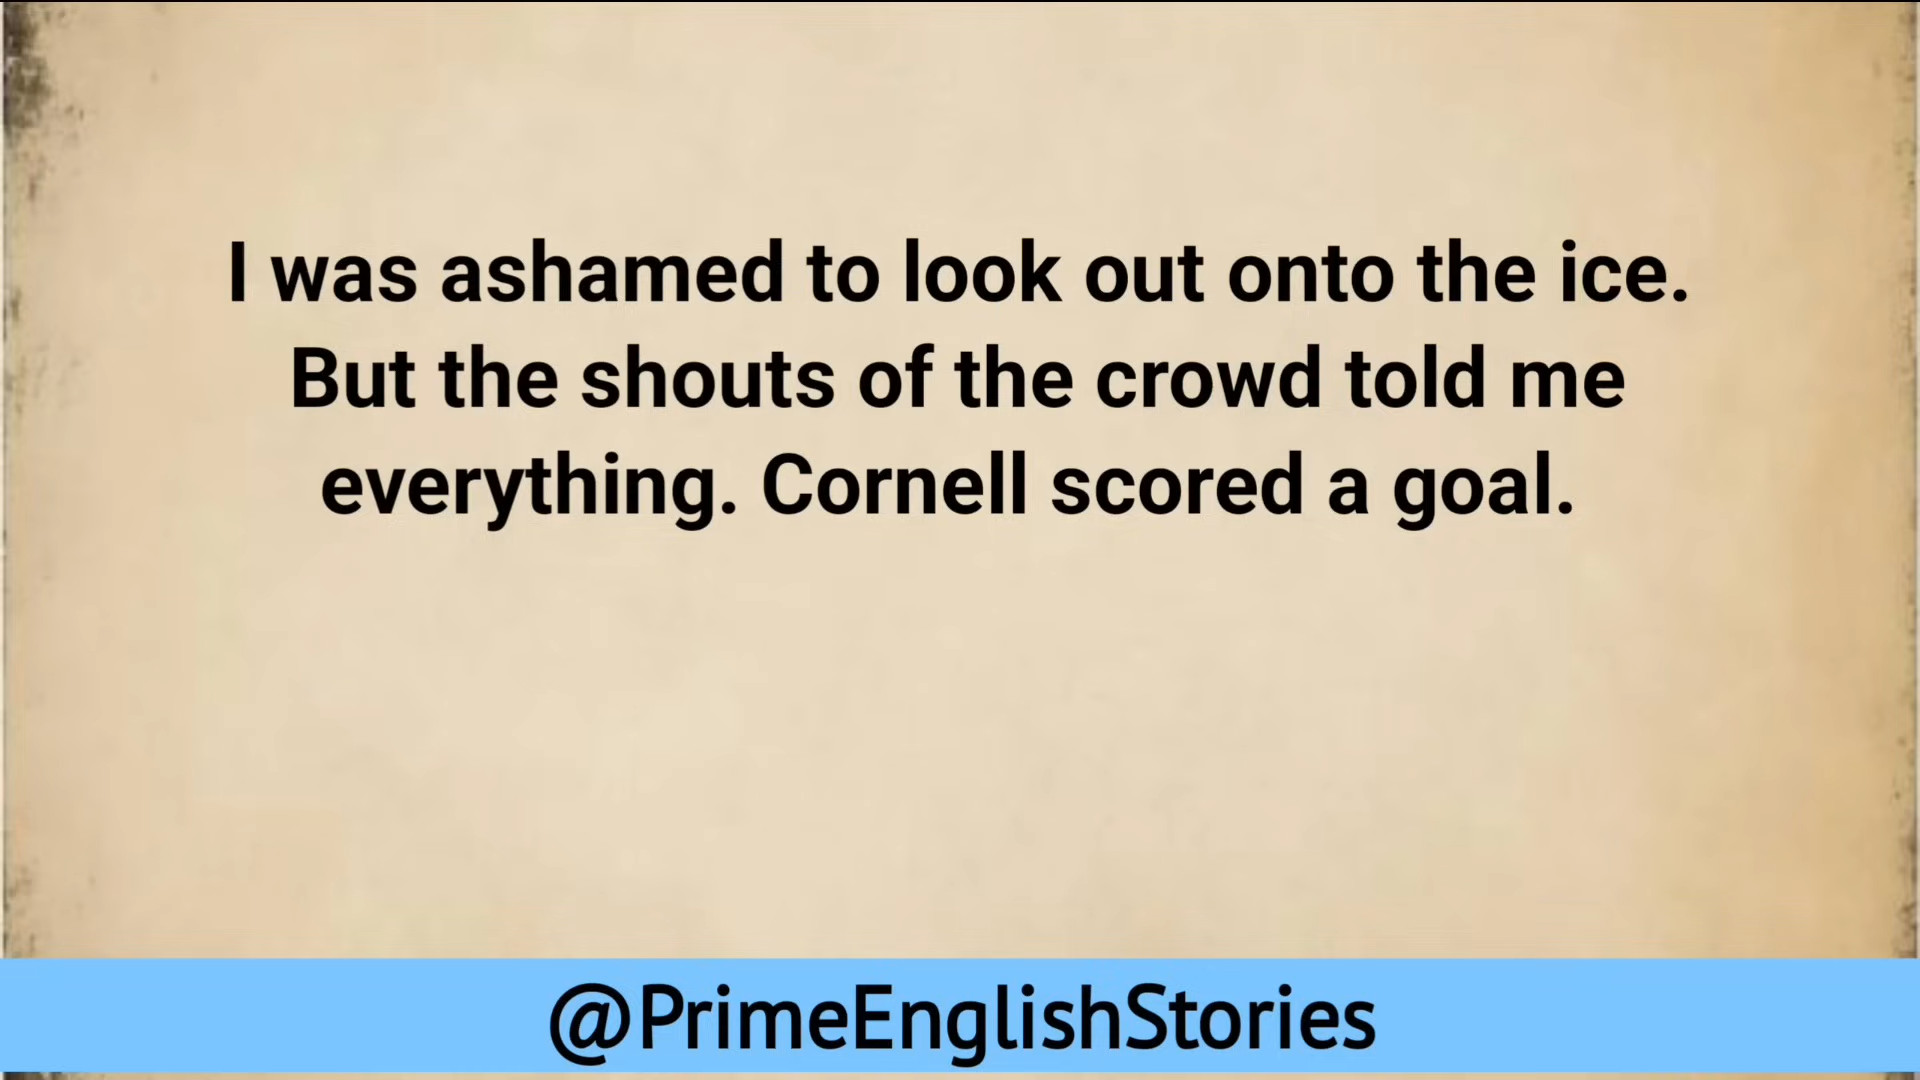 I was ashamed to look out onto the ice.
But the shouts of the crowd told me
everything. Cornell scored a goal.
@PrimeEnglishStories